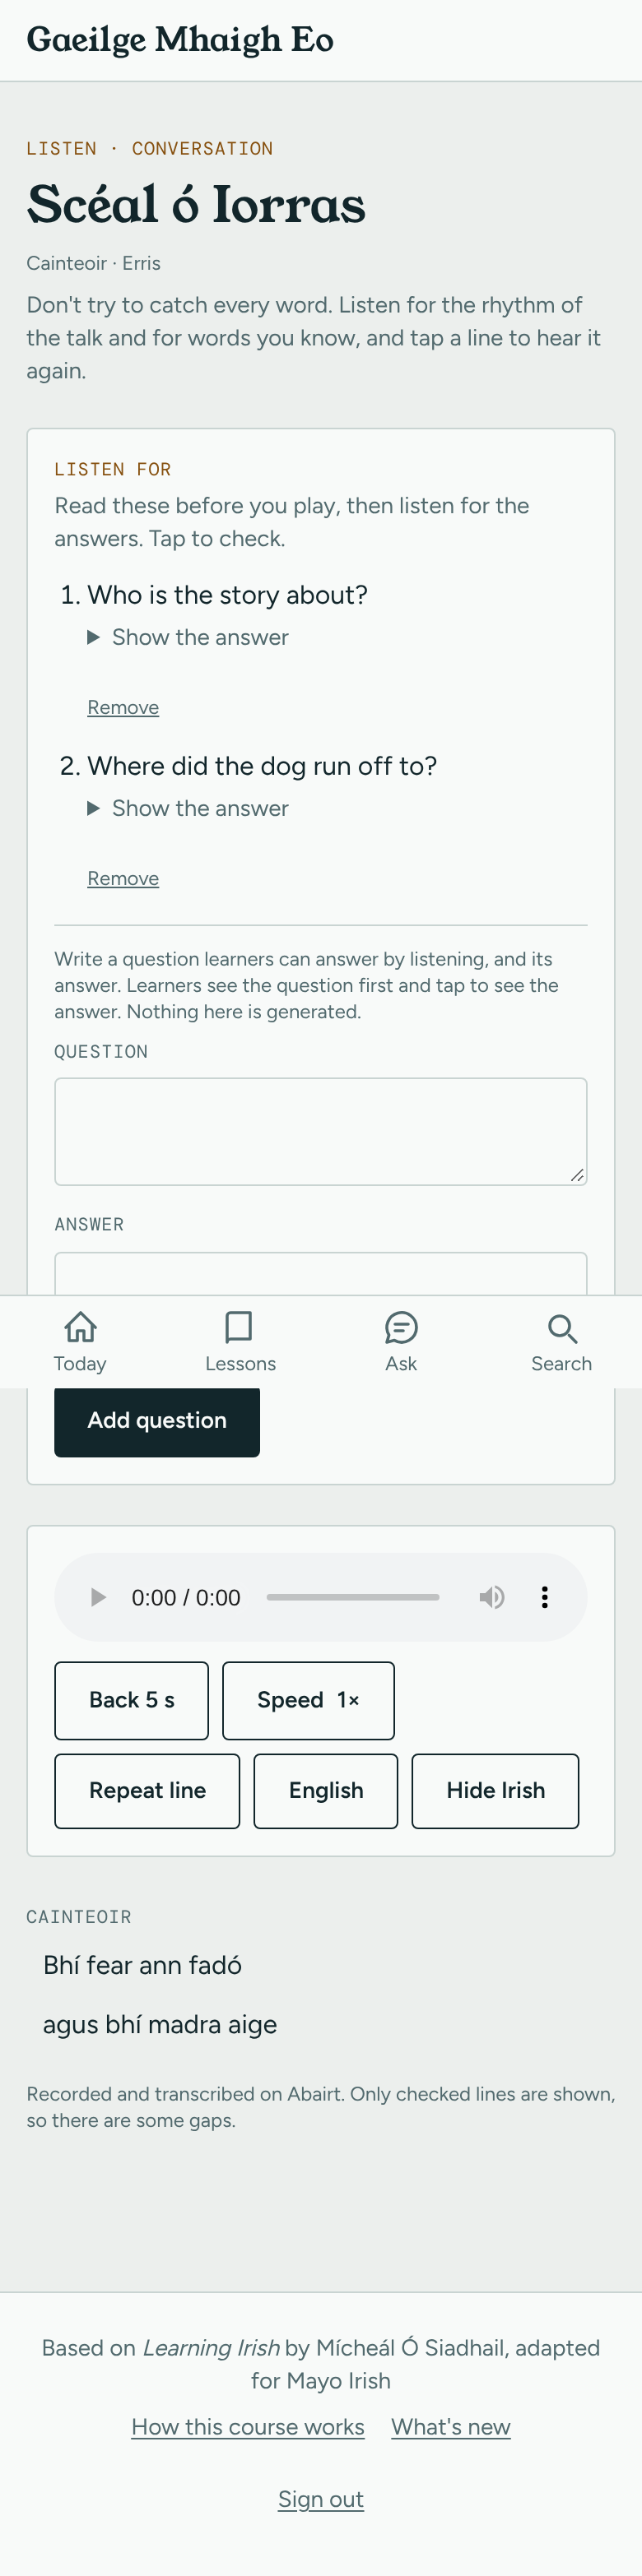 Gaeilge Mhaigh Eo
LISTEN · CONVERSATION
Scéal ó Iorras
Cainteoir · Erris
Don't try to catch every word. Listen for the rhythm of
the talk and for words you know, and tap a line to hear it
again.
LISTEN FOR
Read these before you play, then listen for the
answers. Tap to check.
1. Who is the story about?
Show the answer
Remove
2. Where did the dog run off to?
Show the answer
Remove
Write a question learners can answer by listening, and its
answer. Learners see the question first and tap to see the
answer. Nothing here is generated.
QUESTION
ANSWER
Today Lessons Ask Search
Add question
0:00 / 0:00
Back 5 s Speed 1×
Repeat line English Hide Irish
CAINTEOIR
Bhí fear ann fadó
agus bhí madra aige
Recorded and transcribed on Abairt. Only checked lines are shown,
so there are some gaps.
Based on Learning Irish by Mícheál Ó Siadhail, adapted
for Mayo Irish
How this course works What's new
Sign out